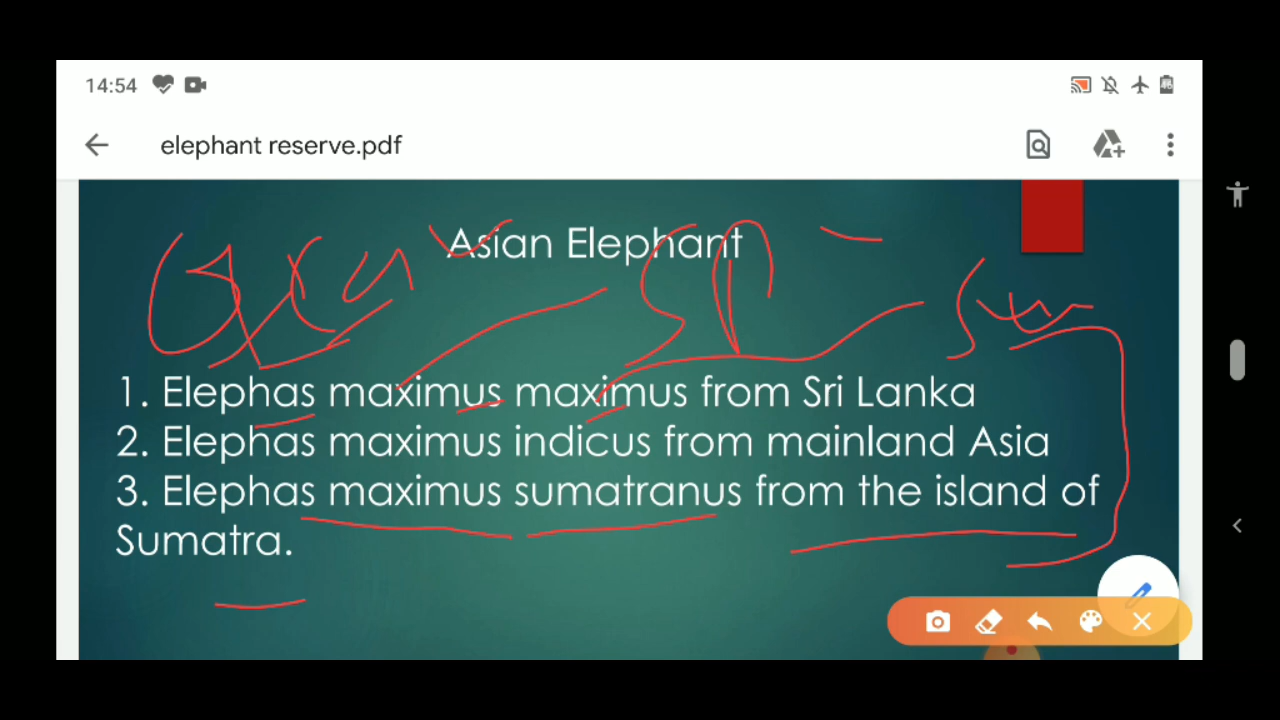 14:54
elephant reserve.pdf
Asian Elephant
1. Elephas maximus maximus from Sri Lanka
2. Elephas maximus indicus from mainland Asia
3. Elephas maximus sumatranus from the island of
Sumatra.